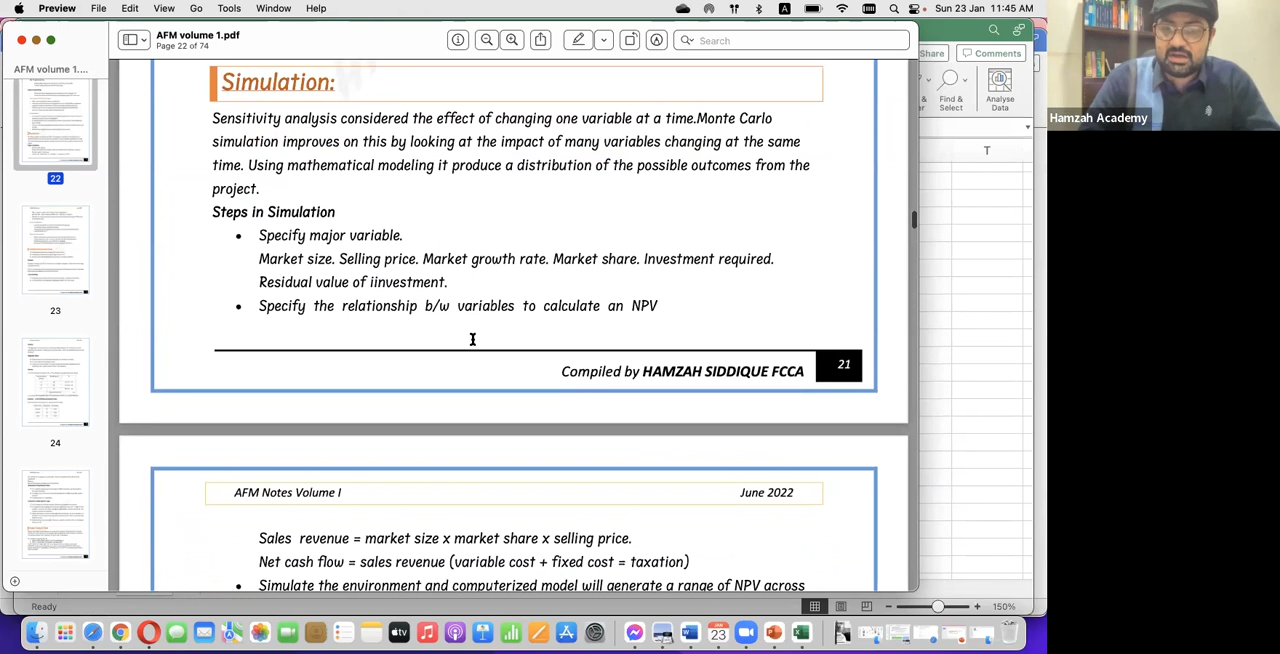 Preview File Edit View Go Tools Window Help
A
Sun 23 Jan 11:45 AM
AFM volume 1.pdf
Page 22 of 74
Search
AFM volume 1....
22
23
24
Simulation:
Sensitivity analysis considered the effect of changing one variable at a time.Monte Carlo
simulation improves on this by looking at the impact of many variables changing at the same
time. Using mathematical modeling it produce a distribution of the possible outcomes from the
project.
Steps in Simulation
• Specify major variable.
Market size. Selling price. Market growth rate. Market share. Investment required.
Residual value of iinvestment.
• Specify the relationship b/w variables to calculate an NPV
Compiled by HAMZAH SIDDIQUE FCCA 21
AFM Notes Volume I June 2022
Sales revenue = market size x market share x selling price.
Net cash flow = sales revenue (variable cost + fixed cost = taxation)
• Simulate the environment and computerized model will generate a range of NPV across
Share Comments
Find &
Select
Analyse
Data
T
Ready
150%
Hamzah Academy
JAN
23
tv